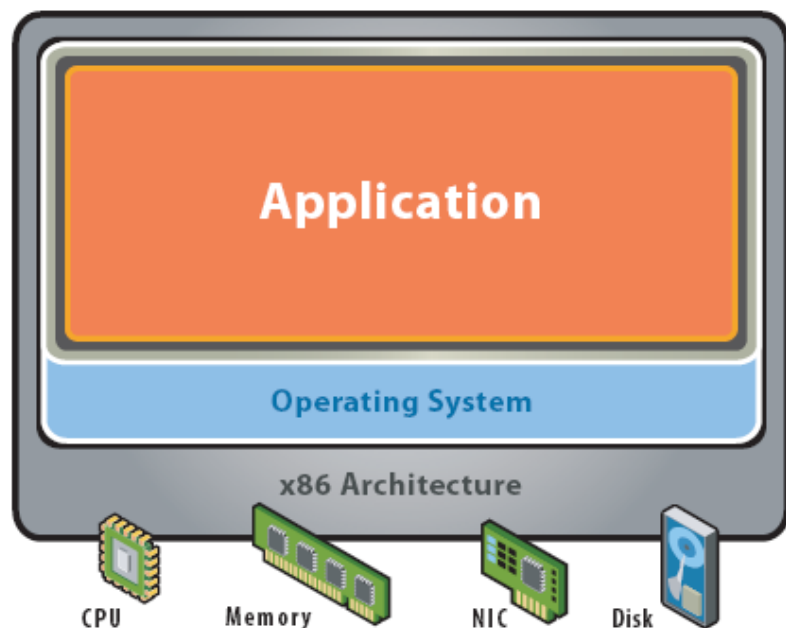 Application
Operating System
x86 Architecture
CPU Memory NIC Disk